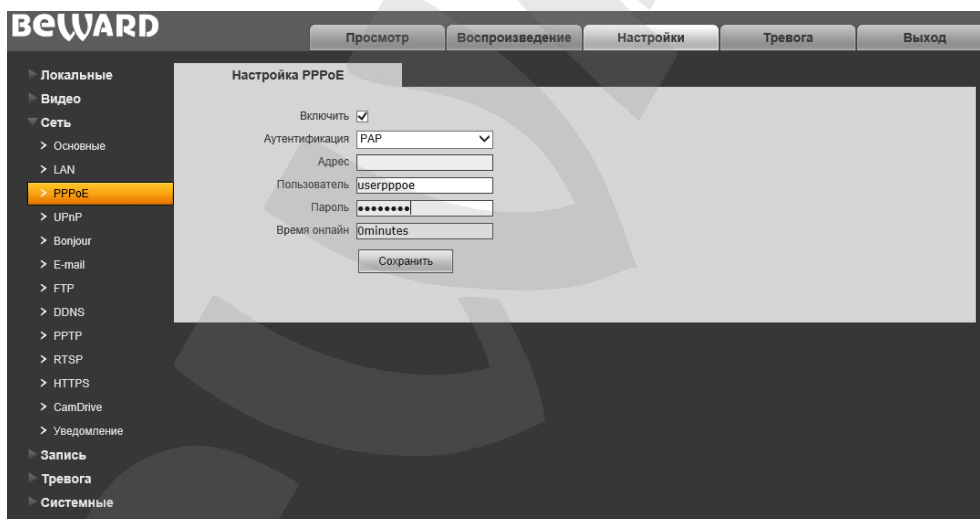 BEWARD
Просмотр Воспроизведение Настройки Тревога Выход
Локальные
Видео
Сеть
Основные
LAN
PPPoE
UPnP
Bonjour
E-mail
FTP
DDNS
PPTP
RTSP
HTTPS
CamDrive
Уведомление
Запись
Тревога
Системные
Настройка PPPoE
Включить
Аутентификация PAP
Адрес
Пользователь userpppoe
Пароль ••••••••
Время онлайн 0minutes
Сохранить